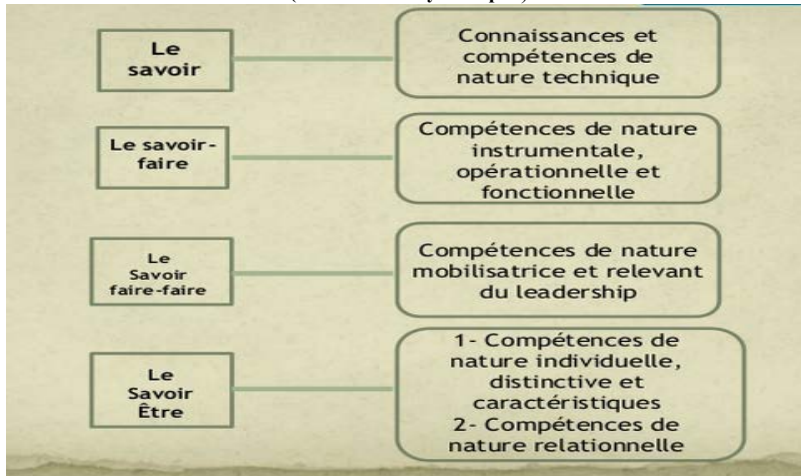 Le
savoir
Connaissances et
compétences de
nature technique
Le savoir-
faire
Compétences de nature
instrumentale,
opérationnelle et
fonctionnelle
Le
Savoir
faire-faire
Compétences de nature
mobilisatrice et relevant
du leadership
Le
Savoir
Être
1- Compétences de
nature individuelle,
distinctive et
caractéristiques
2- Compétences de
nature relationnelle